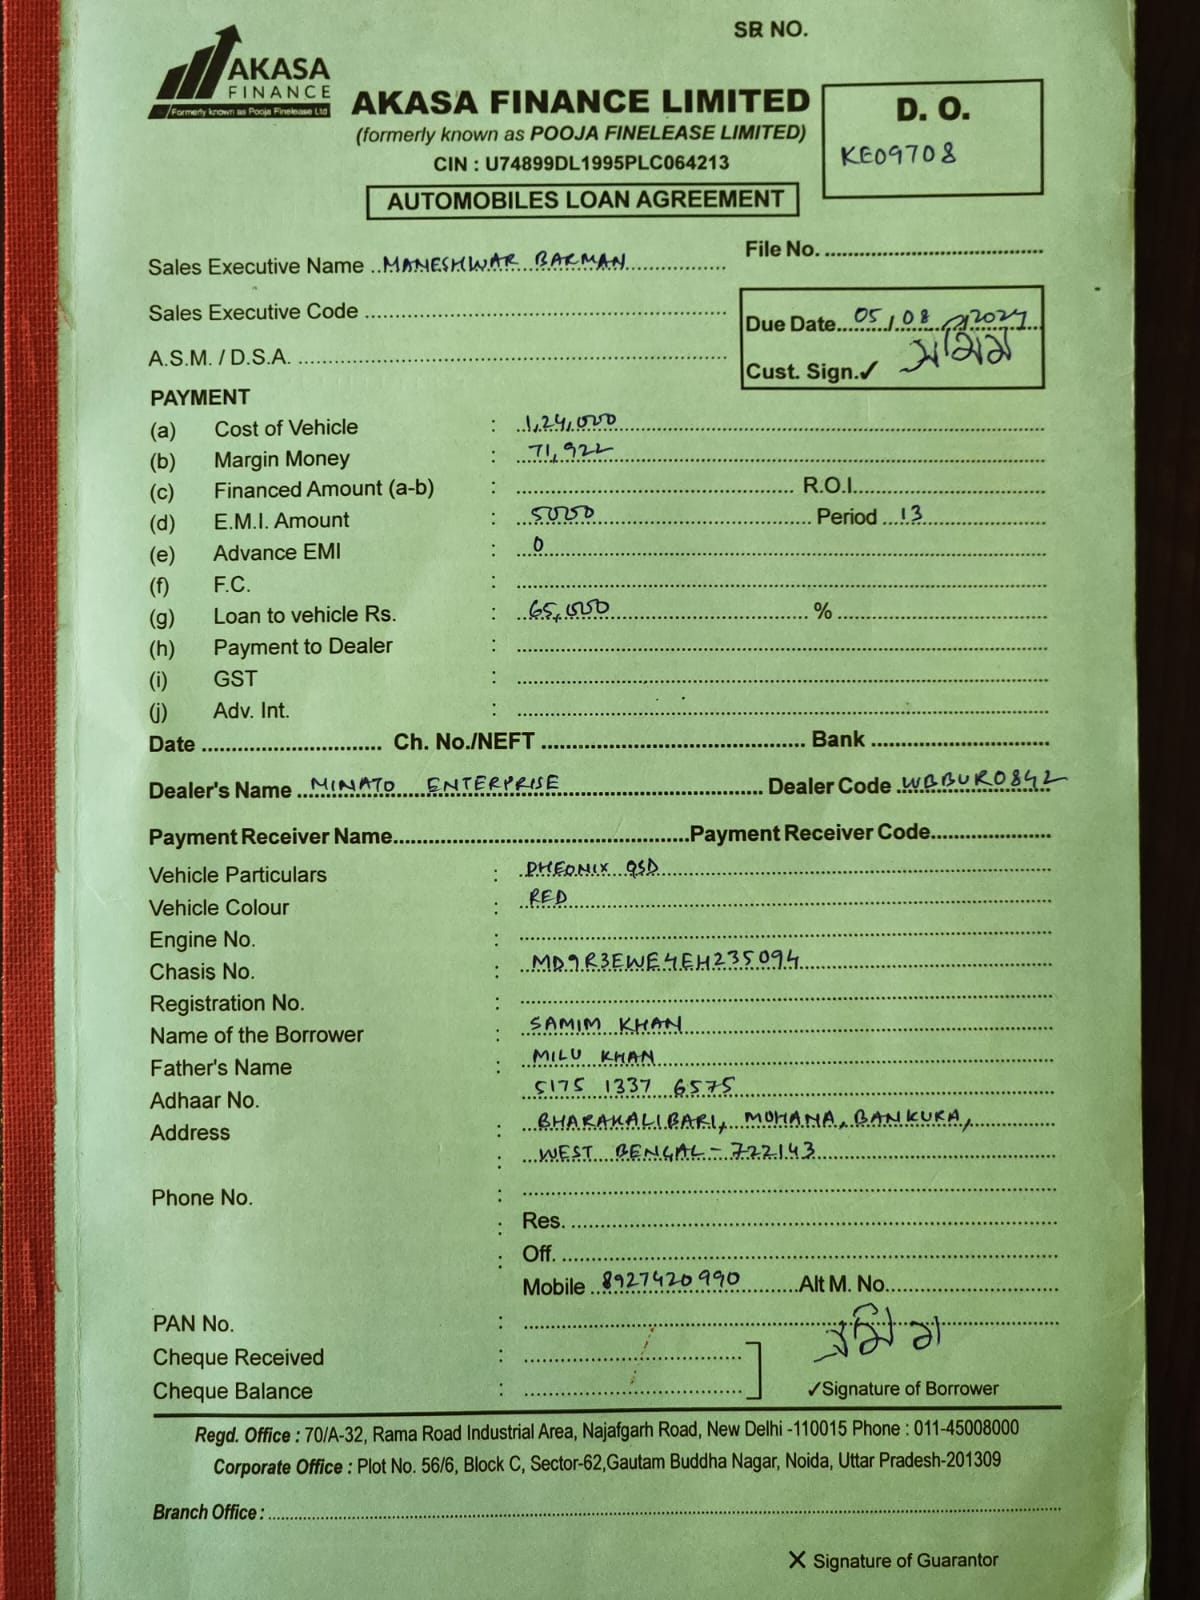 SR NO.
AKASA
FINANCE
Formerly known as Pooja Finelease Ltd
AKASA FINANCE LIMITED
(formerly known as POOJA FINELEASE LIMITED)
CIN : U74899DL1995PLC064213
AUTOMOBILES LOAN AGREEMENT
D. O.
KE09708
Sales Executive Name MANESHWAR BARMAN
File No.
Sales Executive Code
Due Date 05/08/2024
A.S.M. / D.S.A.
Cust. Sign.✓ সামিম
PAYMENT
(a) Cost of Vehicle : 1,24,000
(b) Margin Money : 71,922
(c) Financed Amount (a-b) : R.O.I.
(d) E.M.I. Amount : 5000 Period 13
(e) Advance EMI : 0
(f) F.C. :
(g) Loan to vehicle Rs. : 65,000 %
(h) Payment to Dealer :
(i) GST :
(j) Adv. Int. :
Date Ch. No./NEFT Bank
Dealer's Name MINATO ENTERPRISE Dealer Code WBBUR0842
Payment Receiver Name Payment Receiver Code
Vehicle Particulars : PHEONIX QSD
Vehicle Colour : RED
Engine No. :
Chasis No. : MD9R3EWE4EH235094
Registration No. :
Name of the Borrower : SAMIM KHAN
Father's Name : MILU KHAN
Adhaar No. 5175 1337 6575
Address : BHARAKALIBARI, MOHANA, BANKURA,
: WEST BENGAL - 722143
Phone No. :
: Res.
: Off.
Mobile 8927420990 Alt M. No.
PAN No. :
Cheque Received :
সামিম
Cheque Balance :
✓Signature of Borrower
Regd. Office : 70/A-32, Rama Road Industrial Area, Najafgarh Road, New Delhi -110015 Phone : 011-45008000
Corporate Office : Plot No. 56/6, Block C, Sector-62,Gautam Buddha Nagar, Noida, Uttar Pradesh-201309
Branch Office :
X Signature of Guarantor